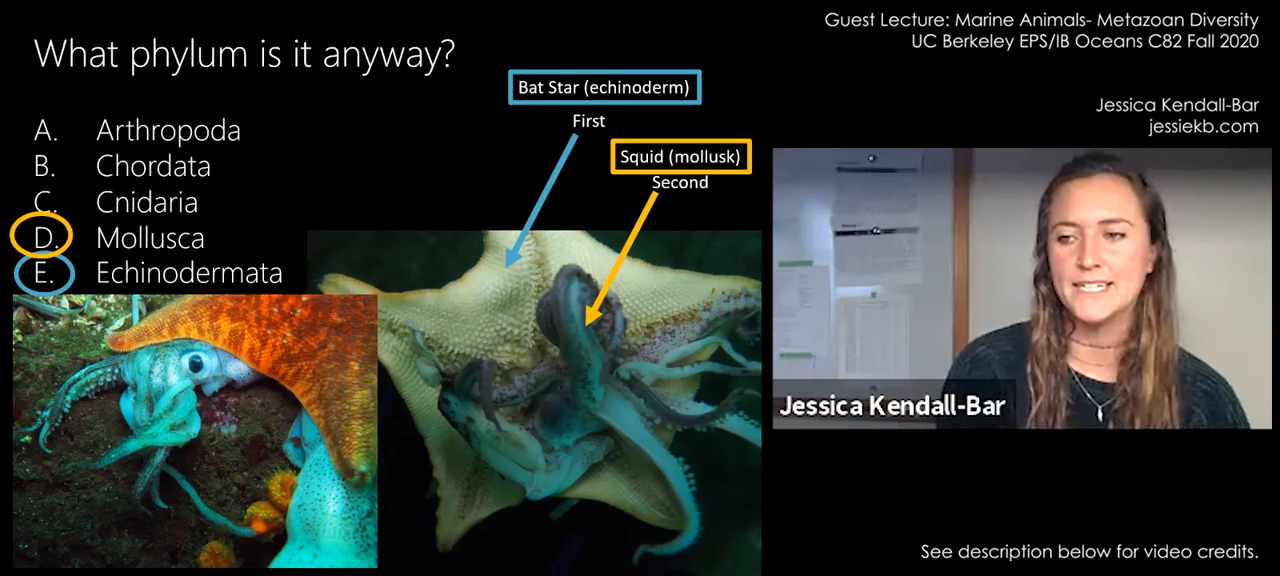 Guest Lecture: Marine Animals- Metazoan Diversity
UC Berkeley EPS/IB Oceans C82 Fall 2020
What phylum is it anyway?
Bat Star (echinoderm)
First
Squid (mollusk)
Second
Jessica Kendall-Bar
jessiekb.com
A. Arthropoda
B. Chordata
C. Cnidaria
D. Mollusca
E. Echinodermata
Jessica Kendall-Bar
See description below for video credits.